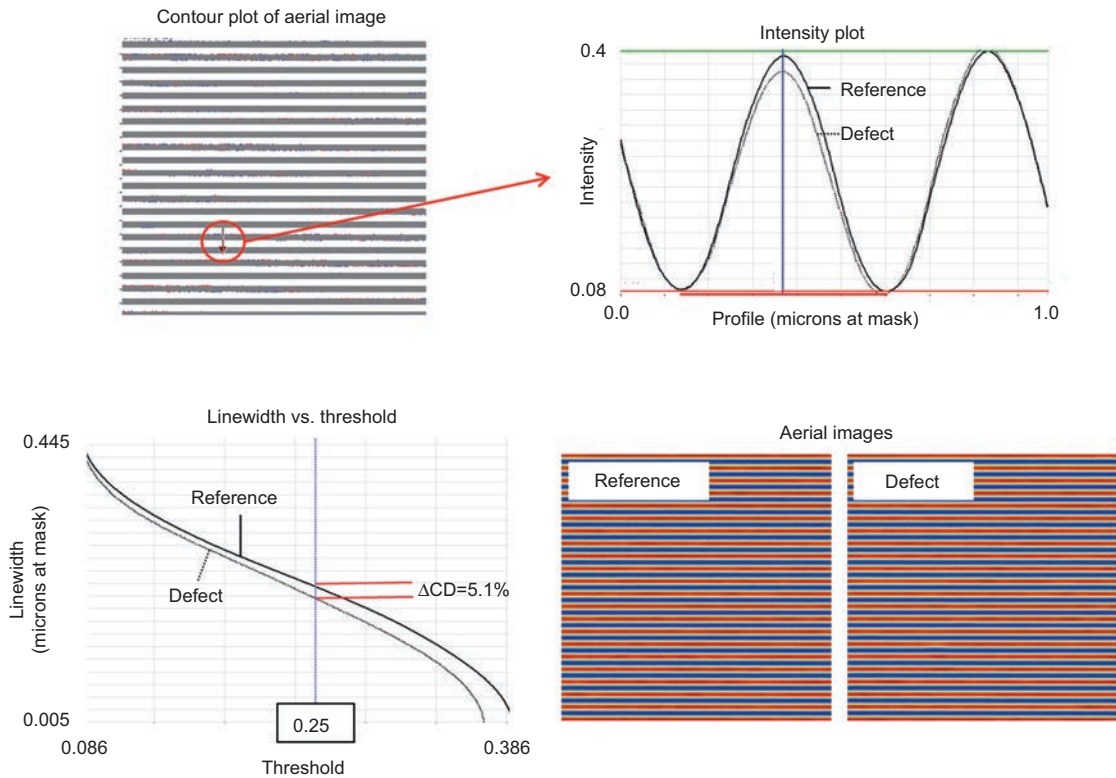 Contour plot of aerial image
Intensity plot
0.4
Reference
Defect
Intensity
0.08
0.0
1.0
Profile (microns at mask)
Linewidth vs. threshold
0.445
Reference
Defect
ΔCD=5.1%
Linewidth
(microns at mask)
0.005
0.25
0.086
0.386
Threshold
Aerial images
Reference
Defect